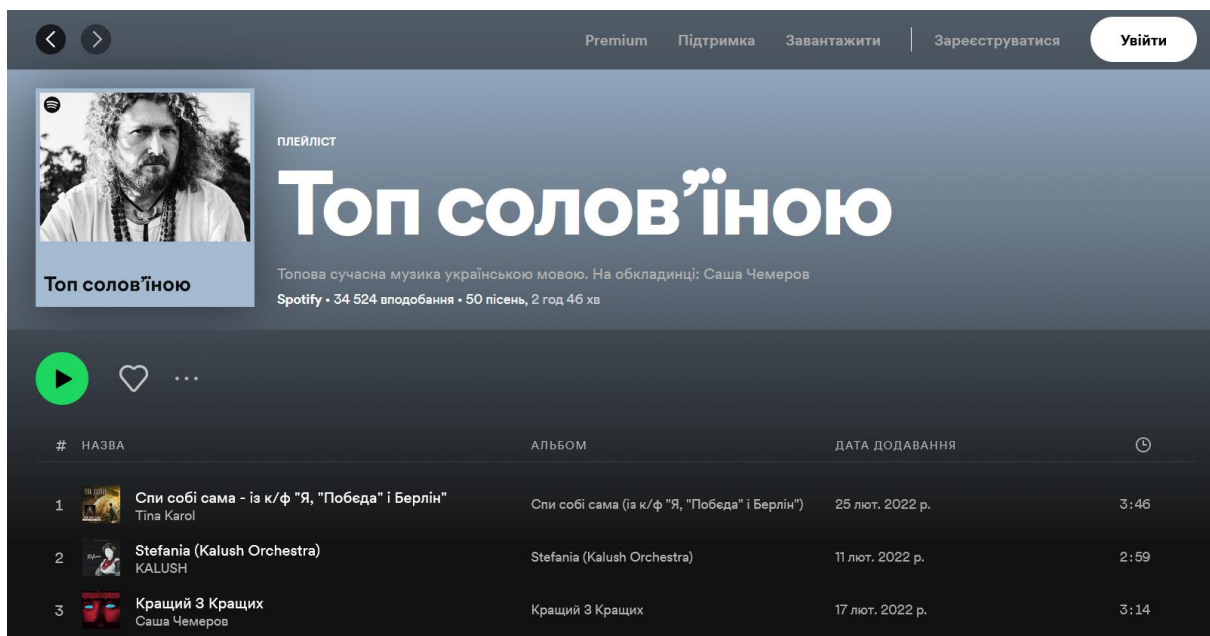 Premium Підтримка Завантажити Зареєструватися Увійти
ПЛЕЙЛІСТ
Топ солов’їною
Топ солов’їною
Топова сучасна музика українською мовою. На обкладинці: Саша Чемеров
Spotify • 34 524 вподобання • 50 пісень, 2 год 46 хв
# НАЗВА АЛЬБОМ ДАТА ДОДАВАННЯ
1 Спи собі сама - із к/ф "Я, "Побєда" і Берлін" Спи собі сама (із к/ф "Я, "Побєда" і Берлін") 25 лют. 2022 р. 3:46
Tina Karol
2 Stefania (Kalush Orchestra) Stefania (Kalush Orchestra) 11 лют. 2022 р. 2:59
KALUSH
3 Кращий З Кращих Кращий З Кращих 17 лют. 2022 р. 3:14
Саша Чемеров